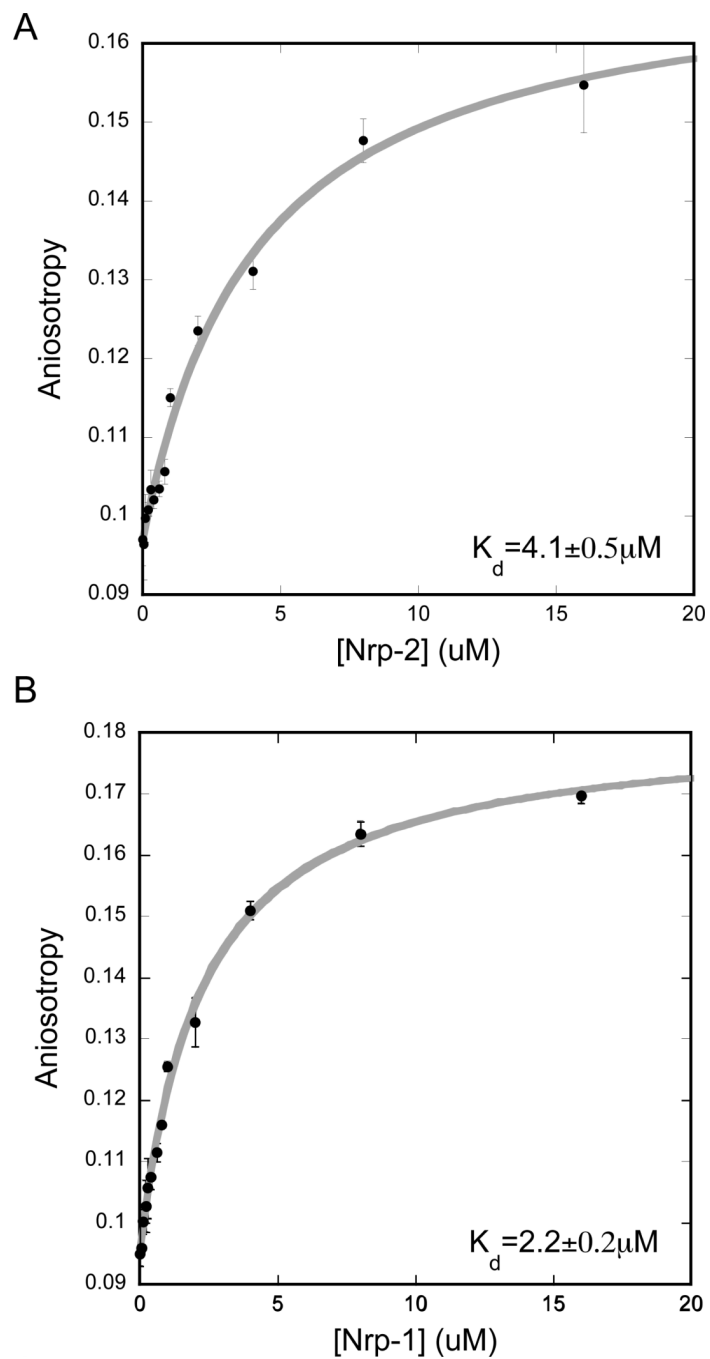 A
0.16
0.15
0.14
0.13
0.12
0.11
0.1
0.09
Aniosotropy
Kd=4.1±0.5μM
0 5 10 15 20
[Nrp-2] (uM)
B
0.18
0.17
0.16
0.15
0.14
0.13
0.12
0.11
0.1
0.09
Aniosotropy
Kd=2.2±0.2μM
0 5 10 15 20
[Nrp-1] (uM)